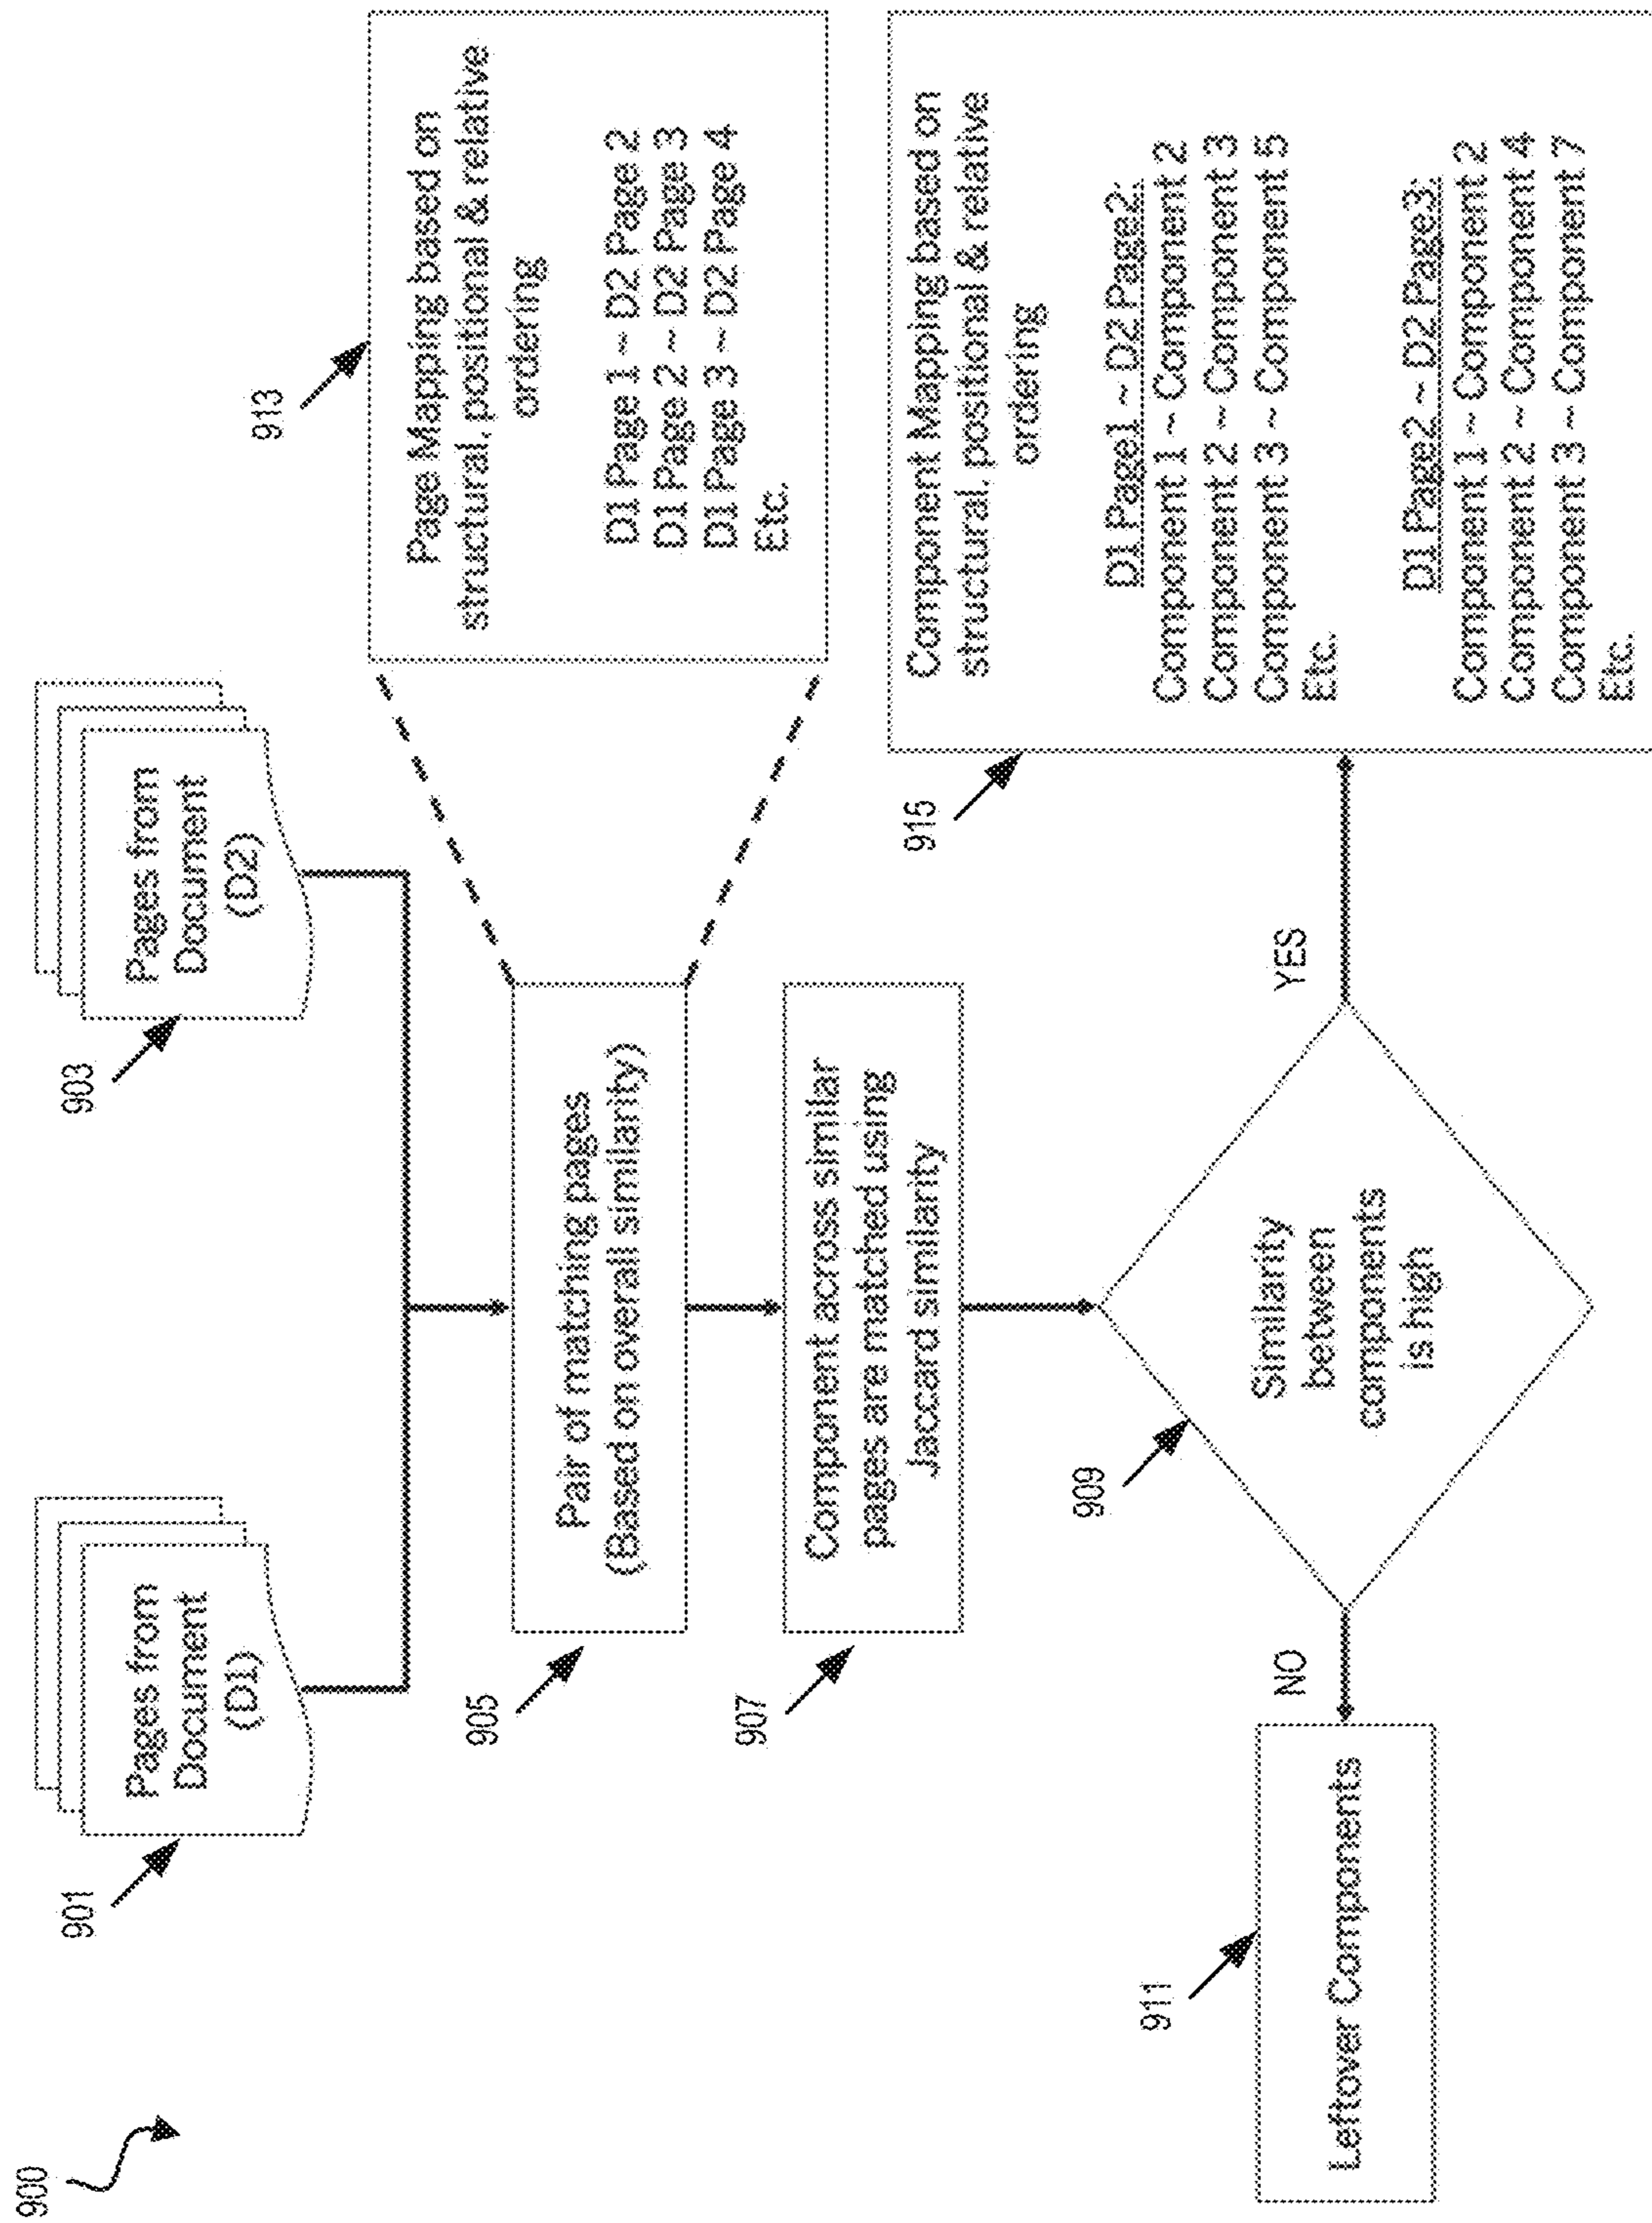 900
901
Pages from
Document
(D1)
903
Pages from
Document
(D2)
905
Pair of matching pages
(Based on overall similarity)
913
Page Mapping based on
structural, positional & relative
ordering
D1 Page 1 ~ D2 Page 2
D1 Page 2 ~ D2 Page 3
D1 Page 3 ~ D2 Page 4
Etc.
907
Component across similar
pages are matched using
Jaccard similarity
909
Similarity
between
components
is high
NO
YES
911
Leftover Components
915
Component Mapping based on
structural, positional & relative
ordering
D1 Page1 ~ D2 Page2:
Component 1 ~ Component 2
Component 2 ~ Component 3
Component 3 ~ Component 5
Etc.
D1 Page2 ~ D2 Page3:
Component 1 ~ Component 2
Component 2 ~ Component 4
Component 3 ~ Component 7
Etc.